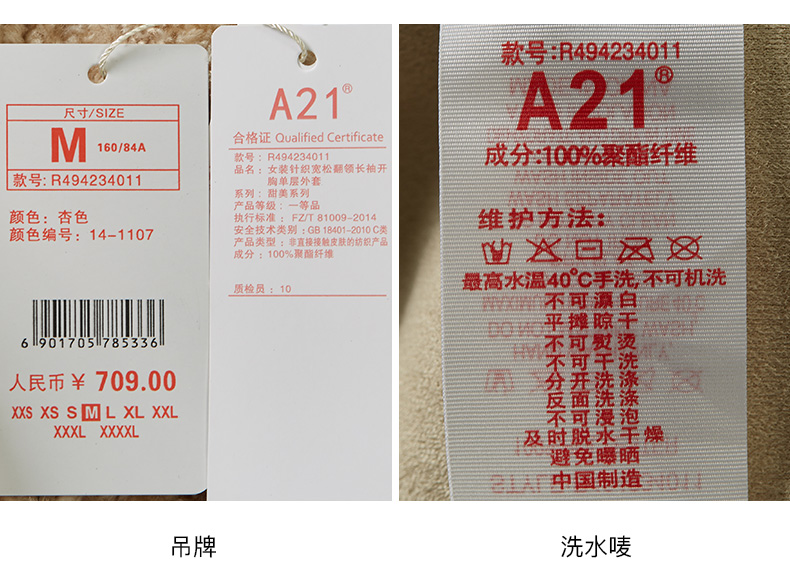 尺寸/SIZE
M 160/84A
款号: R494234011
颜色: 杏色
颜色编号: 14-1107
6 901705 785336
人民币 ¥ 709.00
XXS XS S M L XL XXL
XXXL XXXXL
A21®
合格证 Qualified Certificate
款号: R494234011
品名: 女装针织宽松翻领长袖开
胸单层外套
系列: 甜美系列
产品等级: 一等品
执行标准: FZ/T 81009-2014
安全技术类别: GB 18401-2010 C类
产品类型: 非直接接触皮肤的纺织产品
成分: 100%聚酯纤维
质检员: 10
款号:R494234011
A21®
成分:100%聚酯纤维
维护方法:
最高水温40°C手洗,不可机洗
不可漂白
平摊晾干
不可熨烫
不可干洗
分开洗涤
反面洗涤
不可浸泡
及时脱水干燥
避免曝晒
中国制造
吊牌
洗水唛